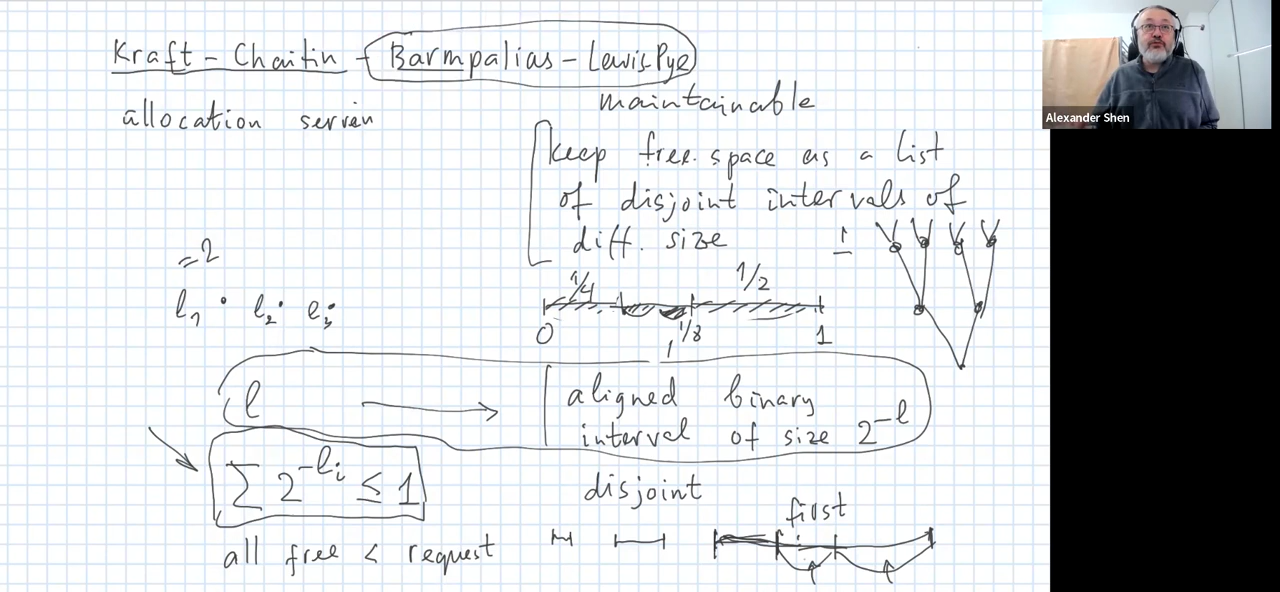 Kraft - Chaitin - Barmpalias - Lewis-Pye
allocation
maintainable
keep free space as a list
of disjoint intervals of
diff. size
1
=2
l₁ l₂ l₃
1/4
1/2
0
1/8
1
l → aligned binary
interval of size 2^{-l}
∑ 2^{-l_i} ≤ 1
disjoint
first
all free < request
Alexander Shen